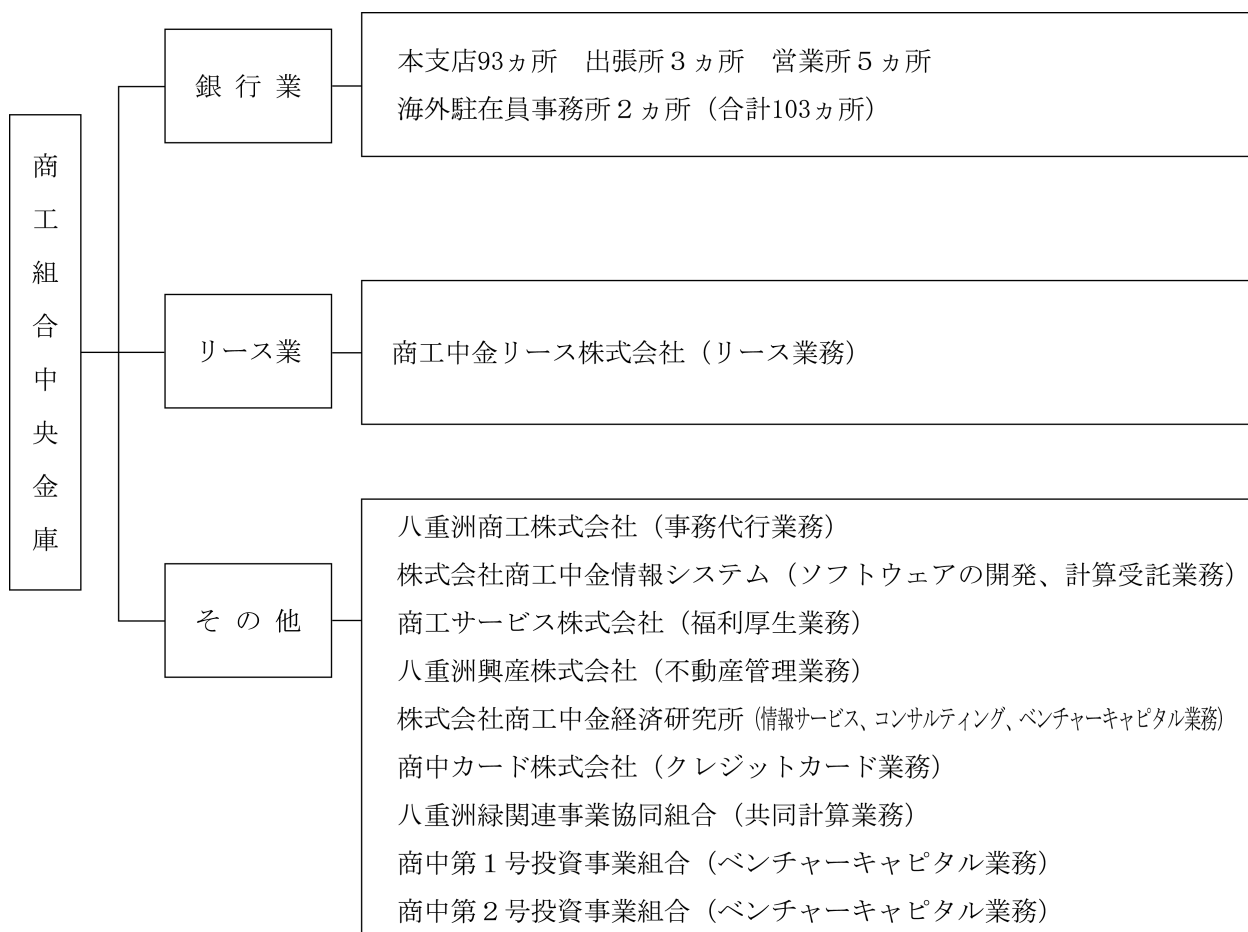 商工組合中央金庫
銀行業
本支店93ヵ所　出張所３ヵ所　営業所５ヵ所
海外駐在員事務所２ヵ所（合計103ヵ所）
リース業
商工中金リース株式会社（リース業務）
その他
八重洲商工株式会社（事務代行業務）
株式会社商工中金情報システム（ソフトウェアの開発、計算受託業務）
商工サービス株式会社（福利厚生業務）
八重洲興産株式会社（不動産管理業務）
株式会社商工中金経済研究所（情報サービス、コンサルティング、ベンチャーキャピタル業務）
商中カード株式会社（クレジットカード業務）
八重洲緑関連事業協同組合（共同計算業務）
商中第１号投資事業組合（ベンチャーキャピタル業務）
商中第２号投資事業組合（ベンチャーキャピタル業務）